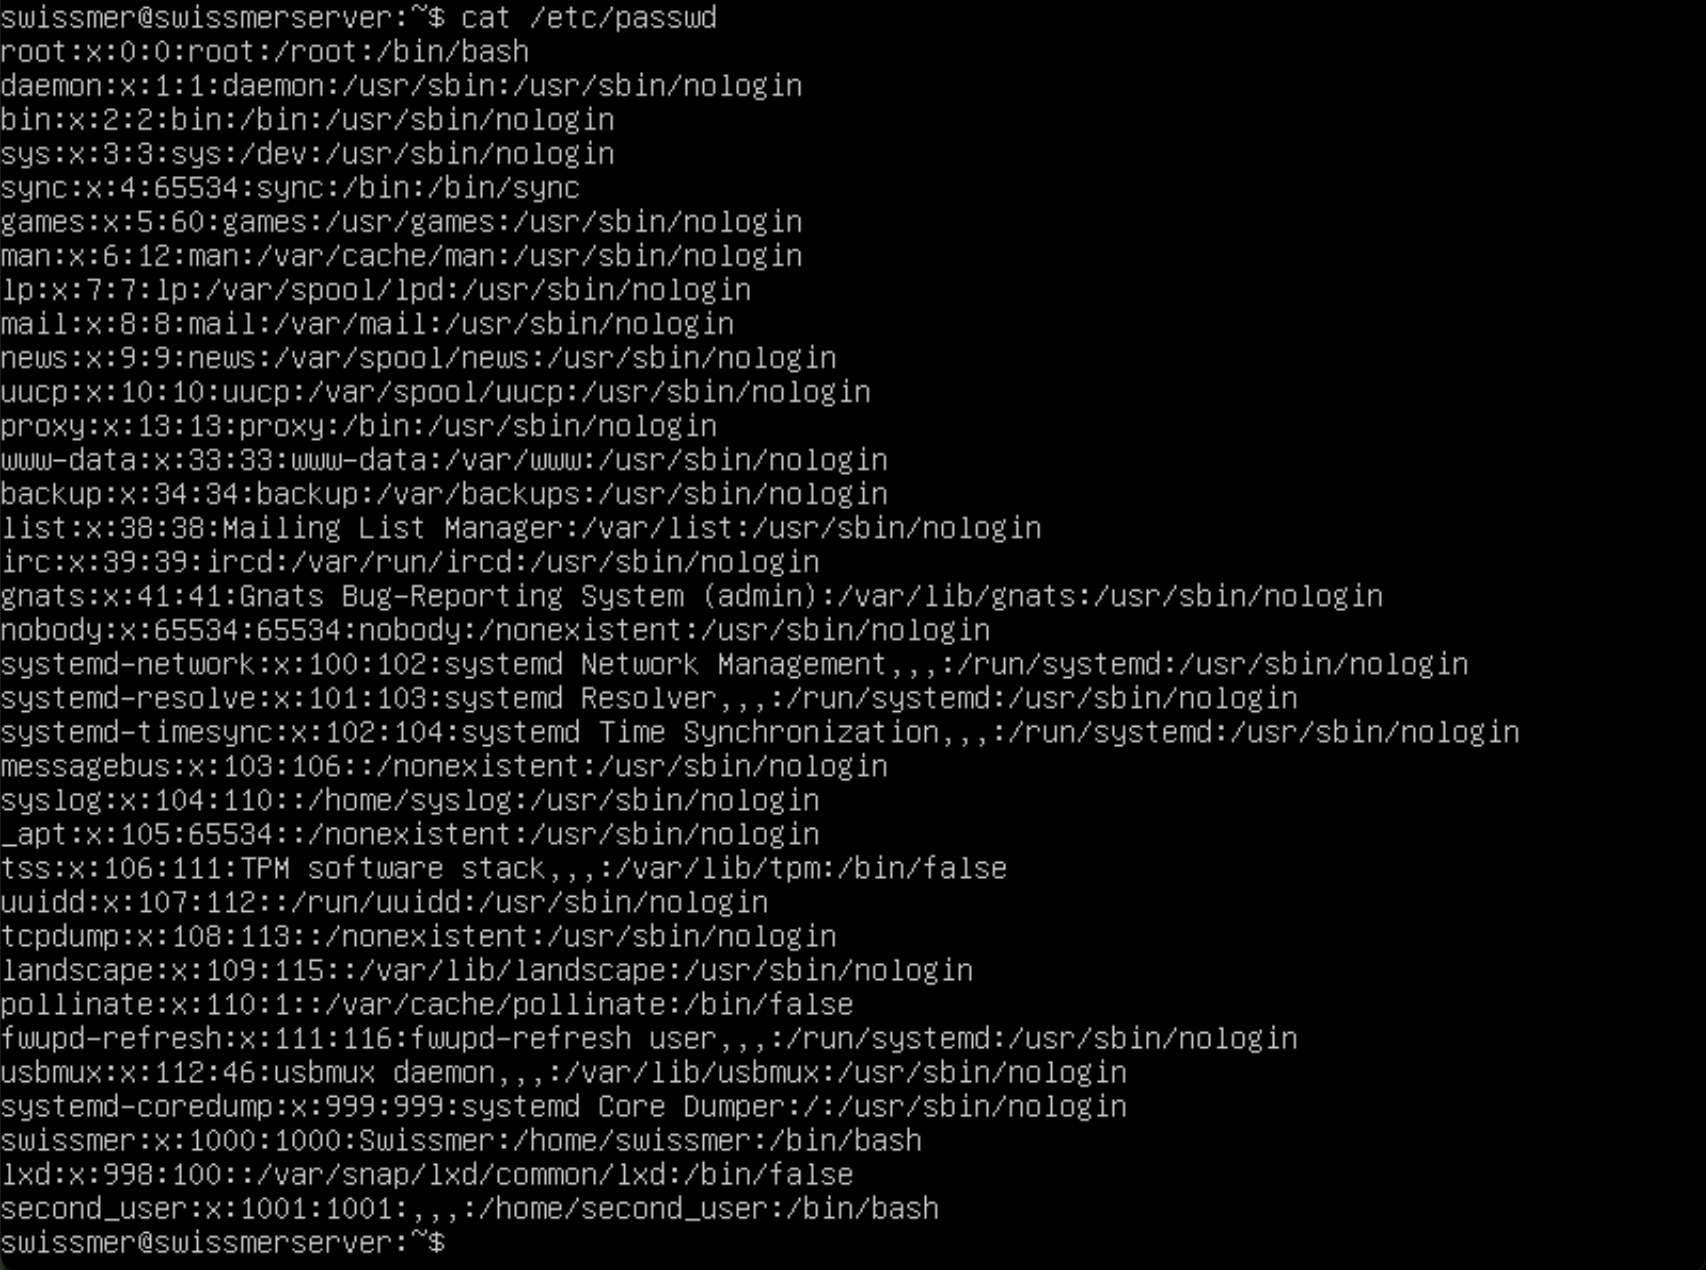 swissmer@swissmerserver:~$ cat /etc/passwd
root:x:0:0:root:/root:/bin/bash
daemon:x:1:1:daemon:/usr/sbin:/usr/sbin/nologin
bin:x:2:2:bin:/bin:/usr/sbin/nologin
sys:x:3:3:sys:/dev:/usr/sbin/nologin
sync:x:4:65534:sync:/bin:/bin/sync
games:x:5:60:games:/usr/games:/usr/sbin/nologin
man:x:6:12:man:/var/cache/man:/usr/sbin/nologin
lp:x:7:7:lp:/var/spool/lpd:/usr/sbin/nologin
mail:x:8:8:mail:/var/mail:/usr/sbin/nologin
news:x:9:9:news:/var/spool/news:/usr/sbin/nologin
uucp:x:10:10:uucp:/var/spool/uucp:/usr/sbin/nologin
proxy:x:13:13:proxy:/bin:/usr/sbin/nologin
www-data:x:33:33:www-data:/var/www:/usr/sbin/nologin
backup:x:34:34:backup:/var/backups:/usr/sbin/nologin
list:x:38:38:Mailing List Manager:/var/list:/usr/sbin/nologin
irc:x:39:39:ircd:/var/run/ircd:/usr/sbin/nologin
gnats:x:41:41:Gnats Bug-Reporting System (admin):/var/lib/gnats:/usr/sbin/nologin
nobody:x:65534:65534:nobody:/nonexistent:/usr/sbin/nologin
systemd-network:x:100:102:systemd Network Management,,,:/run/systemd:/usr/sbin/nologin
systemd-resolve:x:101:103:systemd Resolver,,,:/run/systemd:/usr/sbin/nologin
systemd-timesync:x:102:104:systemd Time Synchronization,,,:/run/systemd:/usr/sbin/nologin
messagebus:x:103:106::/nonexistent:/usr/sbin/nologin
syslog:x:104:110::/home/syslog:/usr/sbin/nologin
_apt:x:105:65534::/nonexistent:/usr/sbin/nologin
tss:x:106:111:TPM software stack,,,:/var/lib/tpm:/bin/false
uuidd:x:107:112::/run/uuidd:/usr/sbin/nologin
tcpdump:x:108:113::/nonexistent:/usr/sbin/nologin
landscape:x:109:115::/var/lib/landscape:/usr/sbin/nologin
pollinate:x:110:1::/var/cache/pollinate:/bin/false
fwupd-refresh:x:111:116:fwupd-refresh user,,,:/run/systemd:/usr/sbin/nologin
usbmux:x:112:46:usbmux daemon,,,:/var/lib/usbmux:/usr/sbin/nologin
systemd-coredump:x:999:999:systemd Core Dumper:/:/usr/sbin/nologin
swissmer:x:1000:1000:Swissmer:/home/swissmer:/bin/bash
lxd:x:998:100::/var/snap/lxd/common/lxd:/bin/false
second_user:x:1001:1001:,,,:/home/second_user:/bin/bash
swissmer@swissmerserver:~$